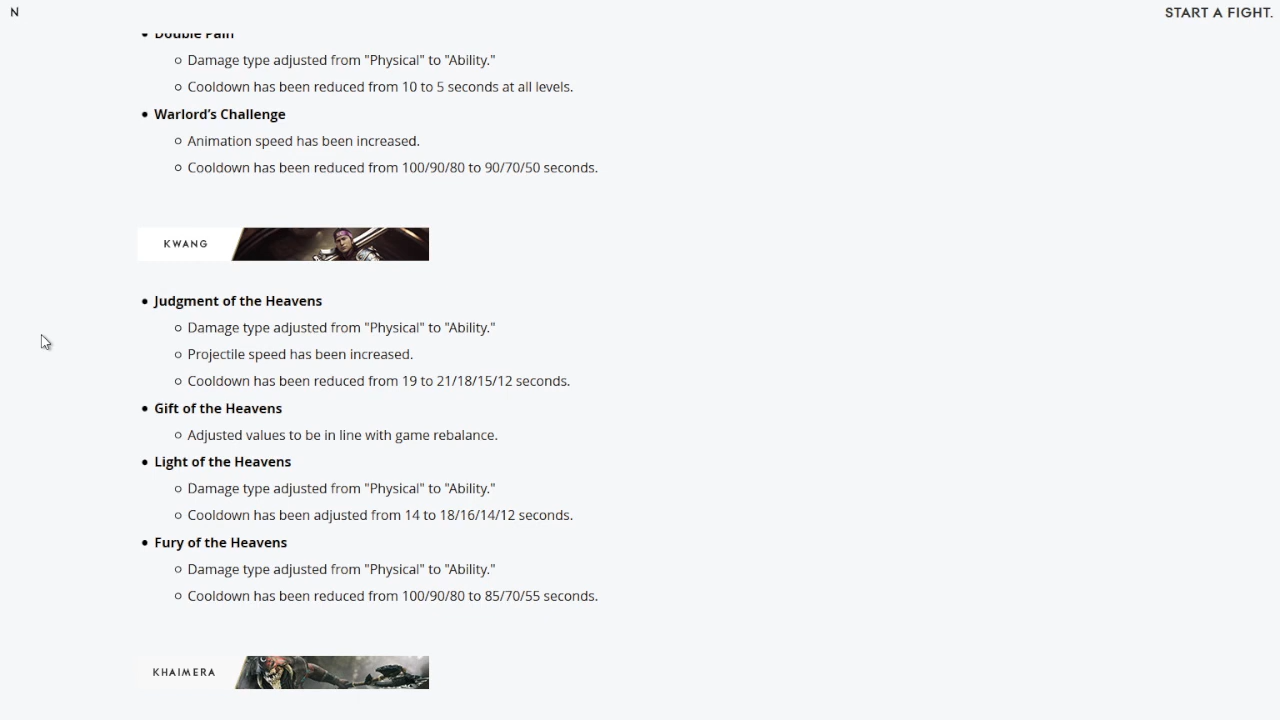 N
START A FIGHT.
Double Pain
Damage type adjusted from "Physical" to "Ability."
Cooldown has been reduced from 10 to 5 seconds at all levels.
Warlord’s Challenge
Animation speed has been increased.
Cooldown has been reduced from 100/90/80 to 90/70/50 seconds.
KWANG
Judgment of the Heavens
Damage type adjusted from "Physical" to "Ability."
Projectile speed has been increased.
Cooldown has been reduced from 19 to 21/18/15/12 seconds.
Gift of the Heavens
Adjusted values to be in line with game rebalance.
Light of the Heavens
Damage type adjusted from "Physical" to "Ability."
Cooldown has been adjusted from 14 to 18/16/14/12 seconds.
Fury of the Heavens
Damage type adjusted from "Physical" to "Ability."
Cooldown has been reduced from 100/90/80 to 85/70/55 seconds.
KHAIMERA